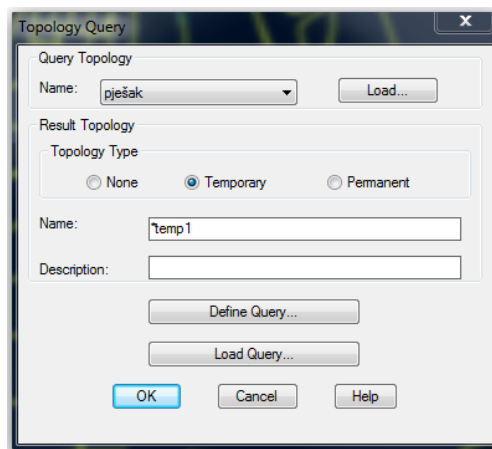 Topology Query
x
Query Topology
Name: pješak Load...
Result Topology
Topology Type
None Temporary Permanent
Name: *temp1
Description:
Define Query...
Load Query...
OK Cancel Help